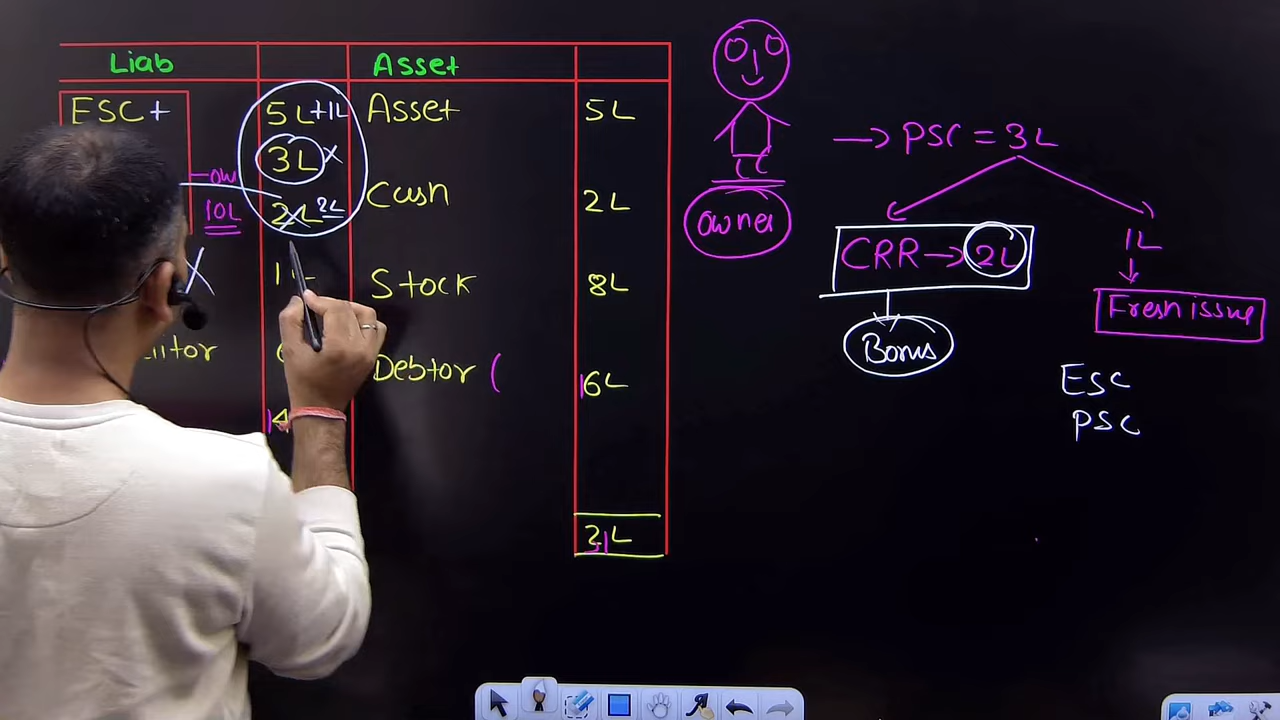 Liab
Asset
ESC +
5L+1L
Asset
5L
3L X
10L
2L 2L
Cash
2L
X
Stock
8L
Debtor (
16L
31L
owner
→ PSC = 3L
CRR → 2L
1L
Bonus
Fresh issue
ESC
PSC